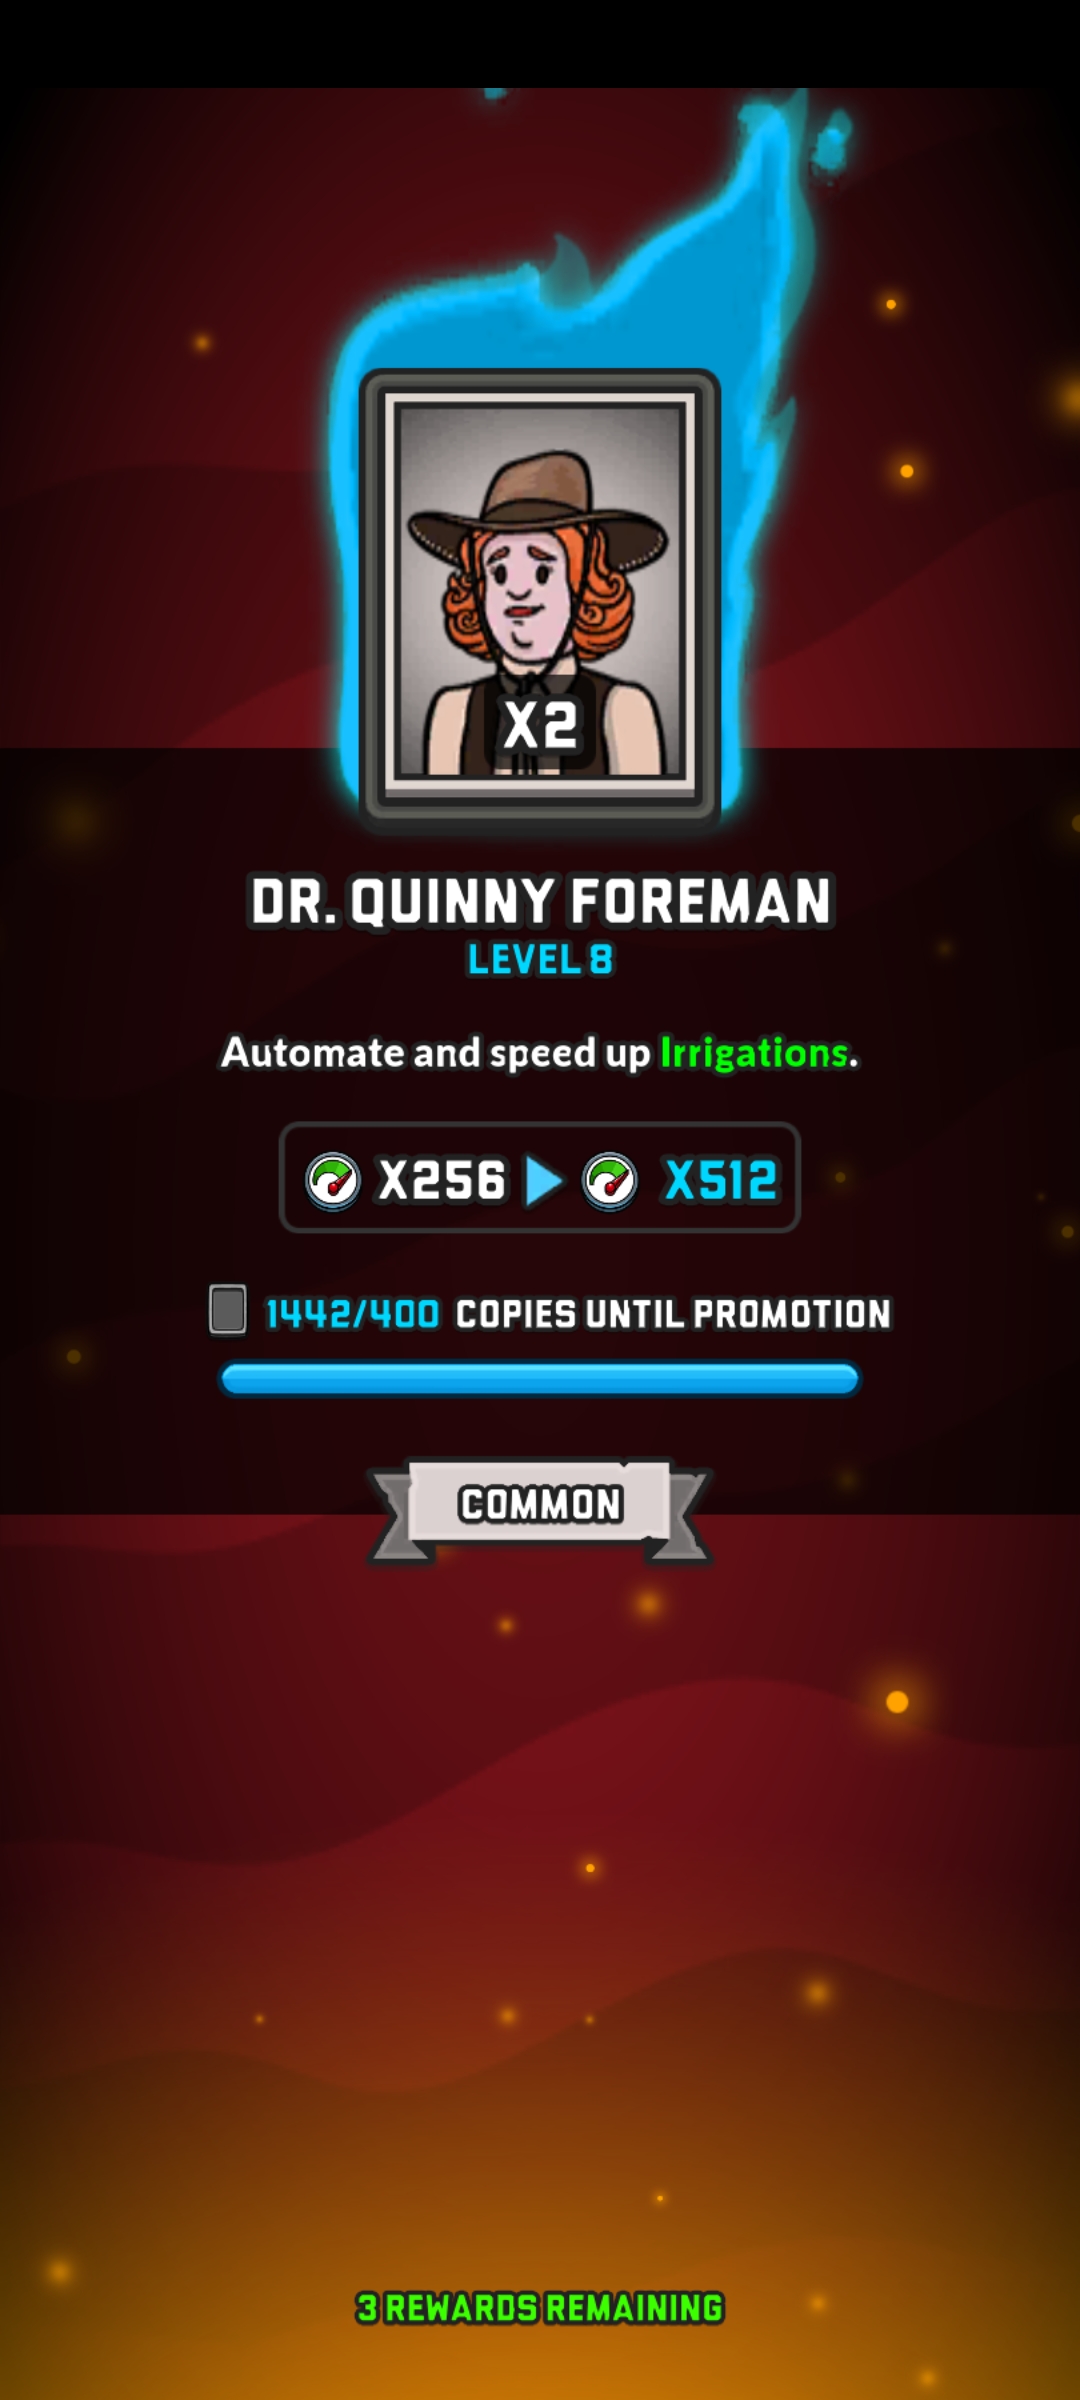 X2
DR. QUINNY FOREMAN
LEVEL 8
Automate and speed up Irrigations.
X256 X512
1442/400 COPIES UNTIL PROMOTION
COMMON
3 REWARDS REMAINING